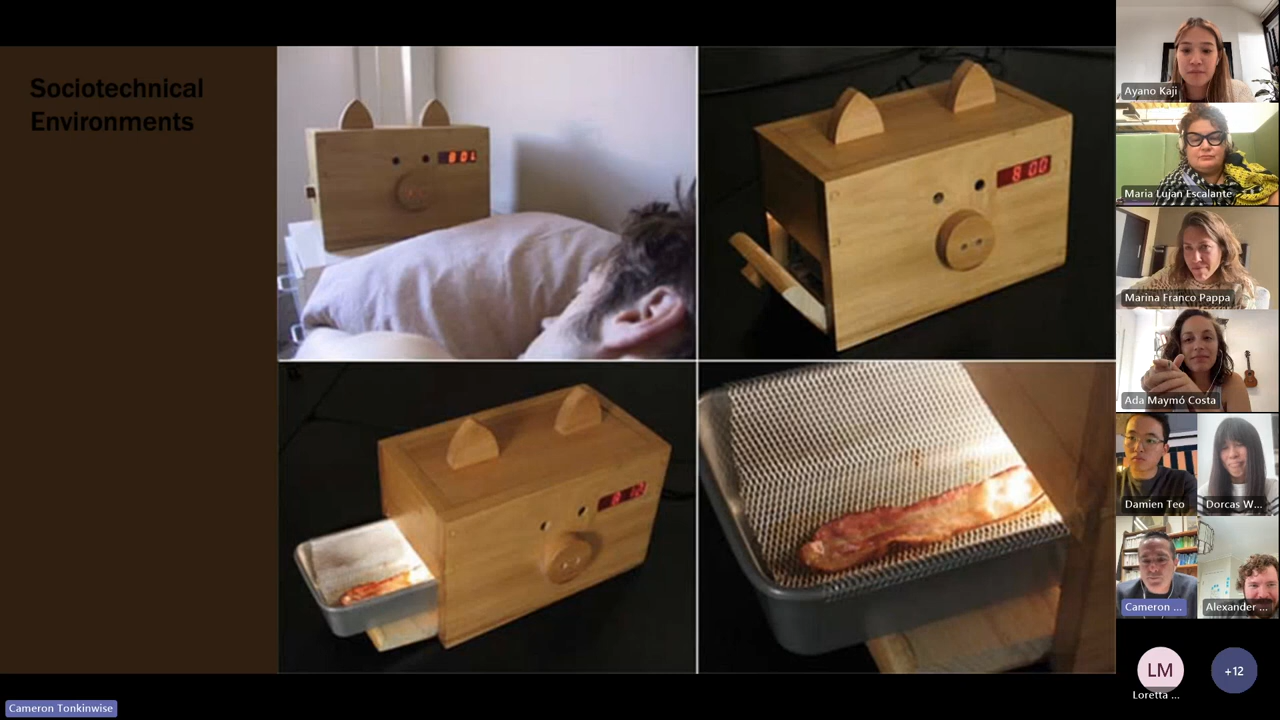 Sociotechnical
Environments
8 00
Ayano Kaji
Maria Lujan Escalante
Marina Franco Pappa
Ada Maymó Costa
Damien Teo
Dorcas W...
Cameron ...
Alexander ...
LM
Loretta ...
+12
Cameron Tonkinwise